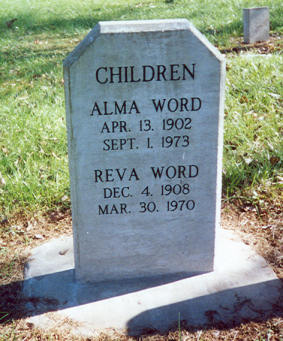 CHILDREN
ALMA WORD
APR. 13. 1902
SEPT. 1. 1973
REVA WORD
DEC. 4. 1908
MAR. 30. 1970